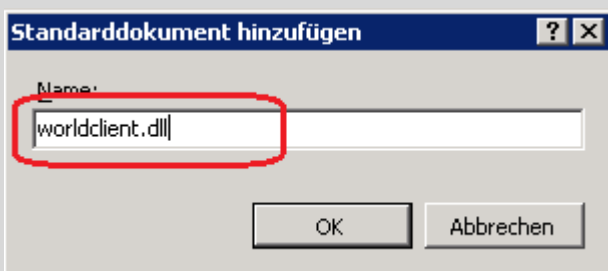 Standarddokument hinzufügen
Name:
worldclient.dll
OK Abbrechen